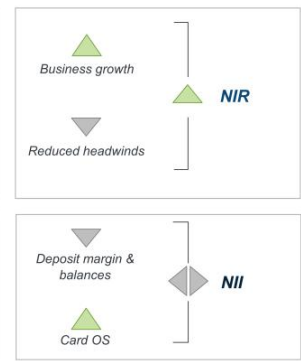 Business growth
NIR
Reduced headwinds
Deposit margin &
balances
NII
Card OS